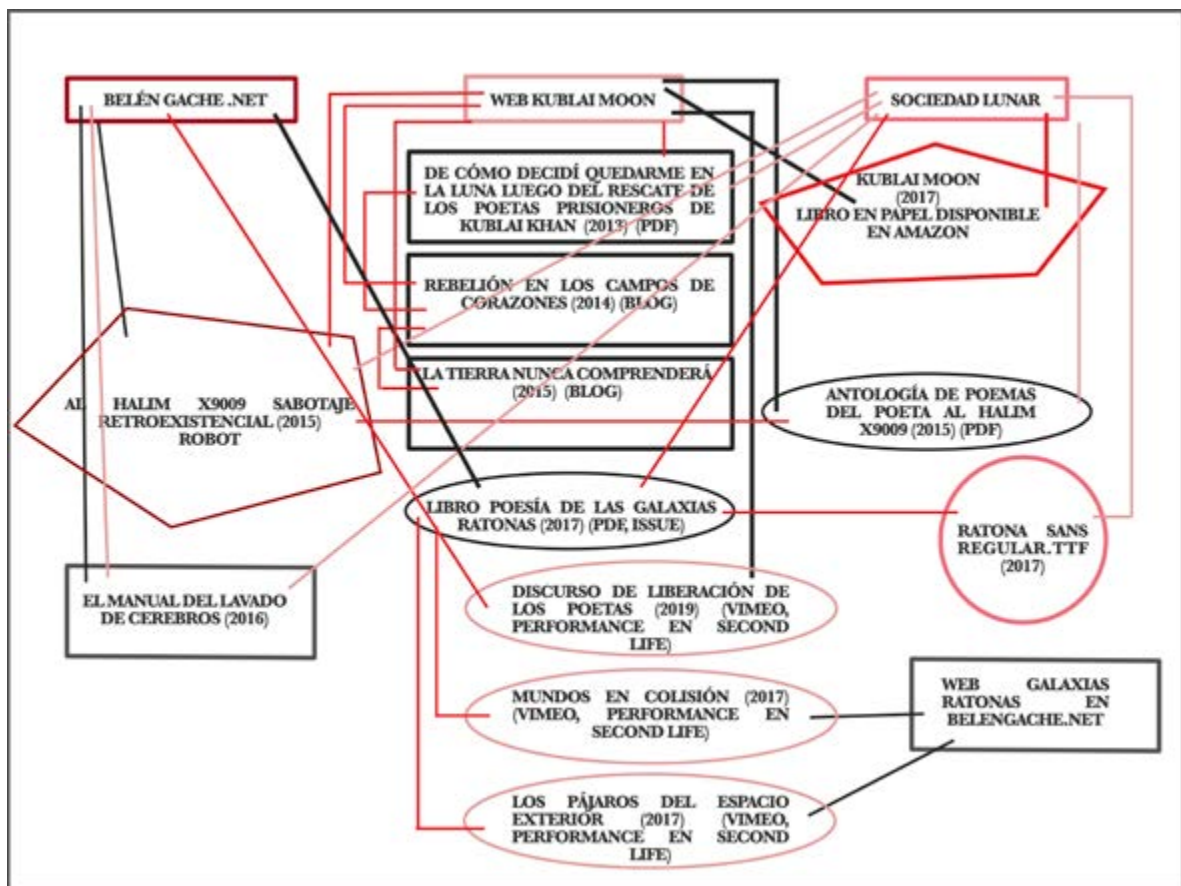 BELÉN GACHE .NET
WEB KUBLAI MOON
SOCIEDAD LUNAR
DE CÓMO DECIDÍ QUEDARME EN
LA LUNA LUEGO DEL RESCATE DE
LOS POETAS PRISIONEROS DE
KUBLAI KHAN (2013) (PDF)
KUBLAI MOON
(2017)
LIBRO EN PAPEL DISPONIBLE
EN AMAZON
REBELIÓN EN LOS CAMPOS DE
CORAZONES (2014) (BLOG)
LA TIERRA NUNCA COMPRENDERÁ
(2015) (BLOG)
AL HALIM X9009 SABOTAJE
RETROEXISTENCIAL (2015)
ROBOT
ANTOLOGÍA DE POEMAS
DEL POETA AL HALIM
X9009 (2015) (PDF)
LIBRO POESÍA DE LAS GALAXIAS
RATONAS (2017) (PDF, ISSUE)
RATONA SANS
REGULAR.TTF
(2017)
EL MANUAL DEL LAVADO
DE CEREBROS (2016)
DISCURSO DE LIBERACIÓN DE
LOS POETAS (2019) (VIMEO,
PERFORMANCE EN SECOND
LIFE)
MUNDOS EN COLISIÓN (2017)
(VIMEO, PERFORMANCE EN
SECOND LIFE)
WEB GALAXIAS
RATONAS EN
BELENGACHE.NET
LOS PÁJAROS DEL ESPACIO
EXTERIOR (2017) (VIMEO,
PERFORMANCE EN SECOND
LIFE)